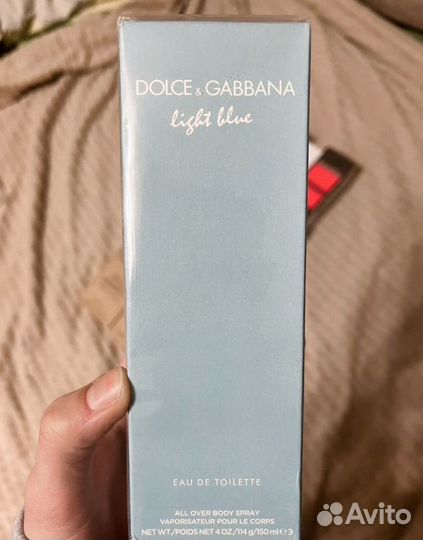 DOLCE & GABBANA
light blue
EAU DE TOILETTE
ALL OVER BODY SPRAY
VAPORISATEUR POUR LE CORPS
NET WT./POIDS NET 4 OZ./114 g/150 ml ℮ 3
Avito